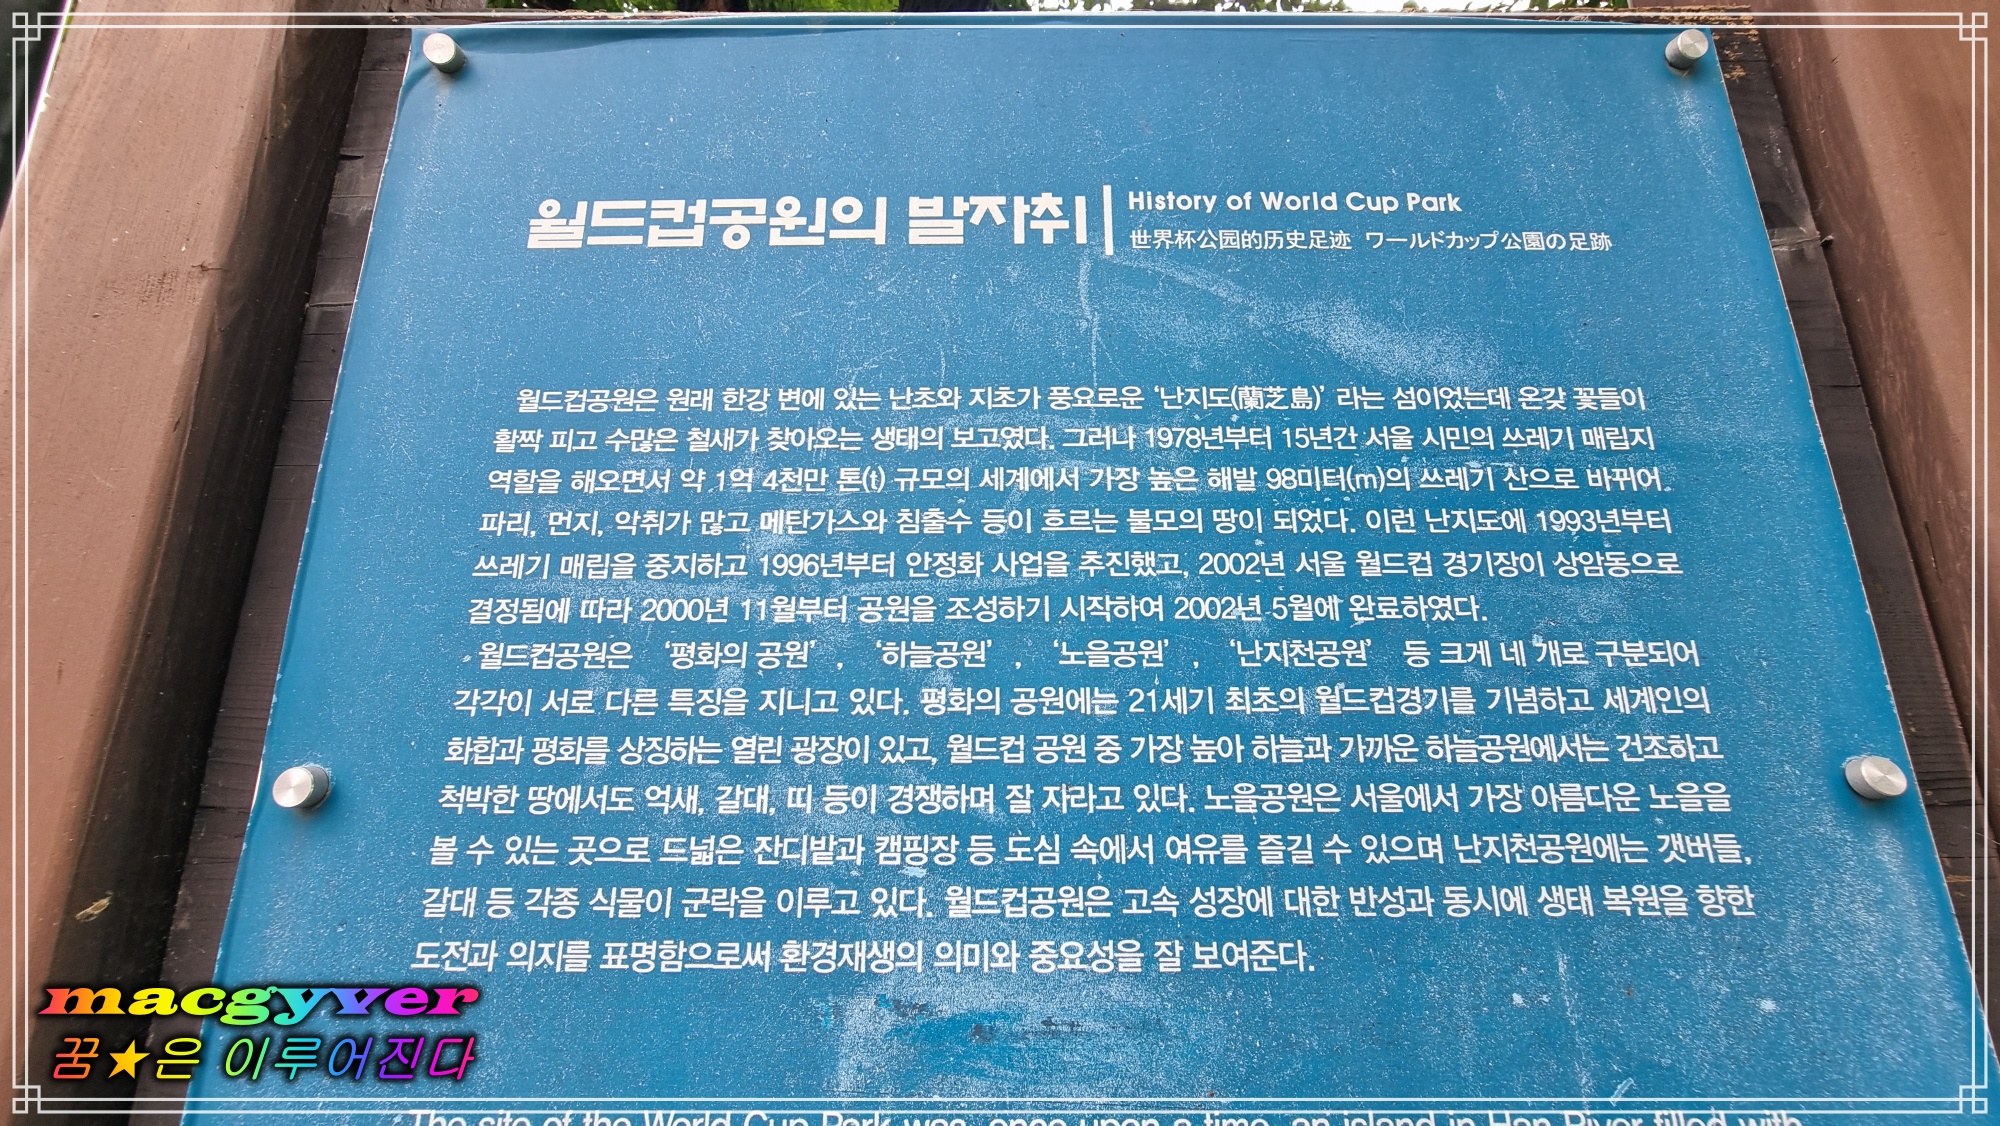 월드컵공원의 발자취
History of World Cup Park
世界杯公园的历史足迹 ワールドカップ公園の足跡
월드컵공원은 원래 한강 변에 있는 난초와 지초가 풍요로운 ‘난지도(蘭芝島)’ 라는 섬이었는데 온갖 꽃들이
활짝 피고 수많은 철새가 찾아오는 생태의 보고였다. 그러나 1978년부터 15년간 서울 시민의 쓰레기 매립지
역할을 해오면서 약 1억 4천만 톤(t) 규모의 세계에서 가장 높은 해발 98미터(m)의 쓰레기 산으로 바뀌어
파리, 먼지, 악취가 많고 메탄가스와 침출수 등이 흐르는 불모의 땅이 되었다. 이런 난지도에 1993년부터
쓰레기 매립을 중지하고 1996년부터 안정화 사업을 추진했고, 2002년 서울 월드컵 경기장이 상암동으로
결정됨에 따라 2000년 11월부터 공원을 조성하기 시작하여 2002년 5월에 완료하였다.
월드컵공원은 ‘평화의 공원’, ‘하늘공원’, ‘노을공원’, ‘난지천공원’ 등 크게 네 개로 구분되어
각각이 서로 다른 특징을 지니고 있다. 평화의 공원에는 21세기 최초의 월드컵경기를 기념하고 세계인의
화합과 평화를 상징하는 열린 광장이 있고, 월드컵 공원 중 가장 높아 하늘과 가까운 하늘공원에서는 건조하고
척박한 땅에서도 억새, 갈대, 띠 등이 경쟁하며 잘 자라고 있다. 노을공원은 서울에서 가장 아름다운 노을을
볼 수 있는 곳으로 드넓은 잔디밭과 캠핑장 등 도심 속에서 여유를 즐길 수 있으며 난지천공원에는 갯버들,
갈대 등 각종 식물이 군락을 이루고 있다. 월드컵공원은 고속 성장에 대한 반성과 동시에 생태 복원을 향한
도전과 의지를 표명함으로써 환경재생의 의미와 중요성을 잘 보여준다.
The site of the World Cup Park was, once upon a time, an island in Han River filled with
macgyver
꿈★은 이루어진다